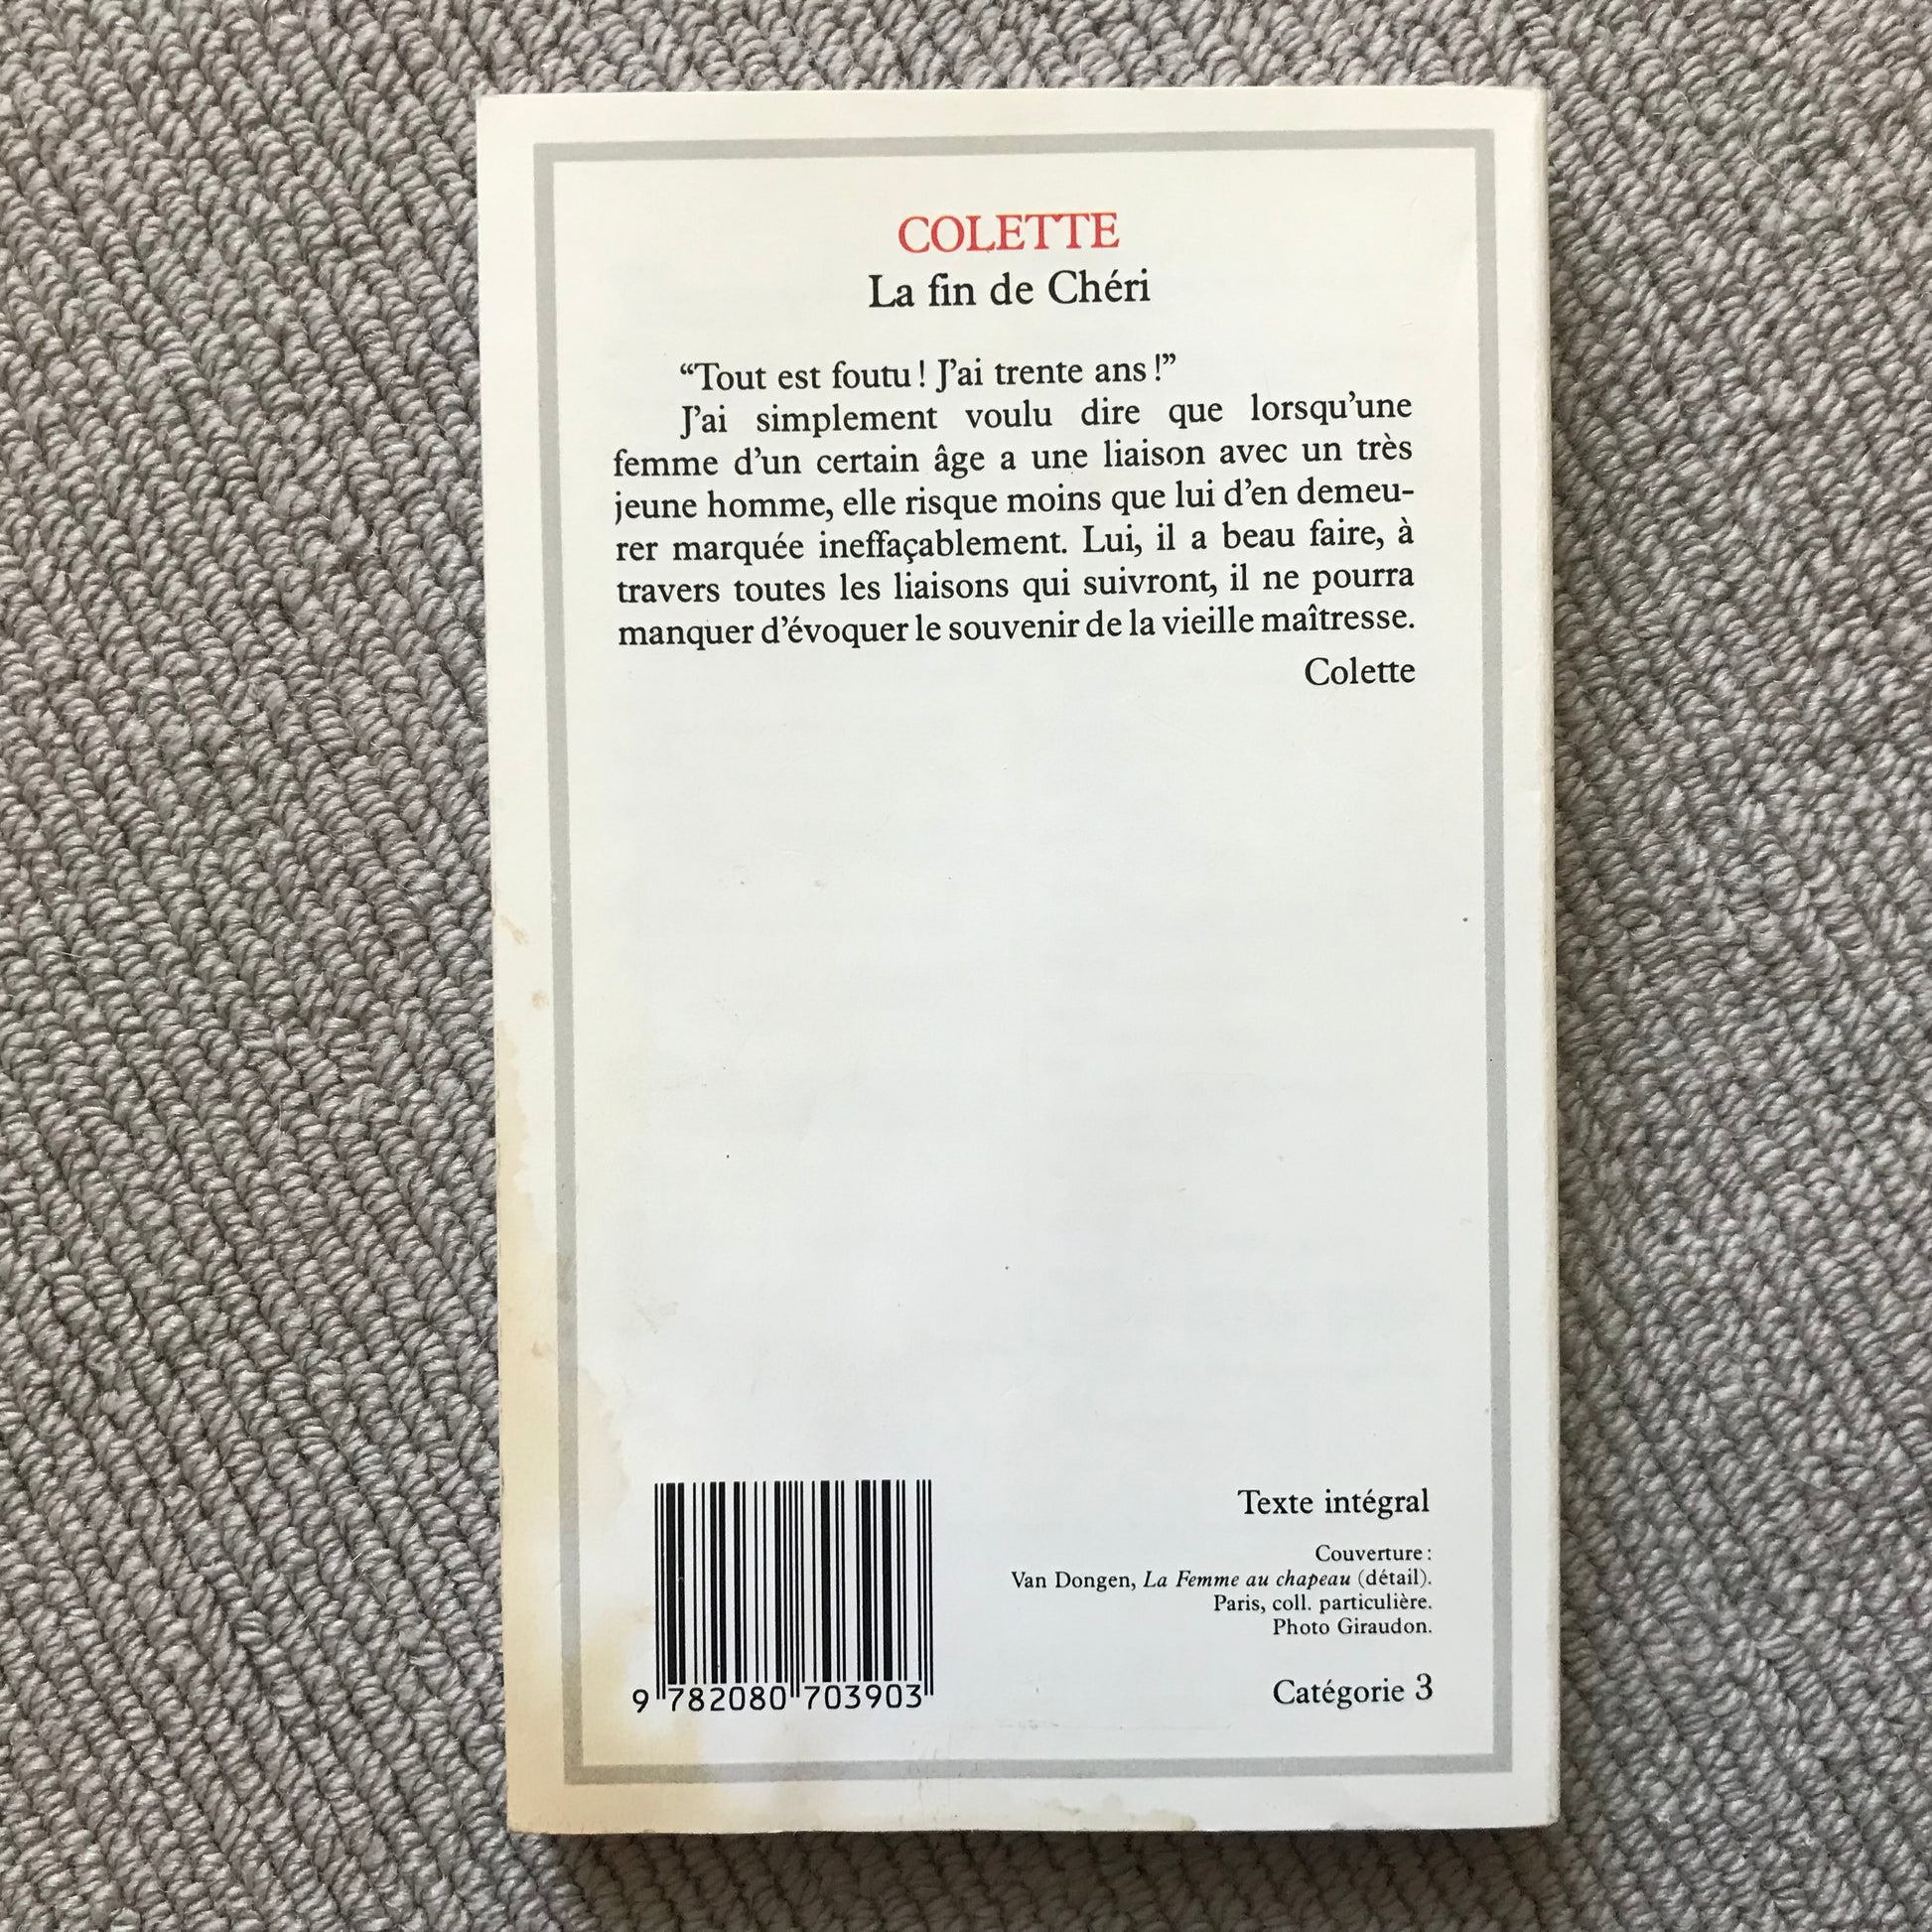 COLETTE
La fin de Chéri
“Tout est foutu ! J’ai trente ans !”
J’ai simplement voulu dire que lorsqu’une
femme d’un certain âge a une liaison avec un très
jeune homme, elle risque moins que lui d’en demeu-
rer marquée ineffaçablement. Lui, il a beau faire, à
travers toutes les liaisons qui suivront, il ne pourra
manquer d’évoquer le souvenir de la vieille maîtresse.
Colette
Texte intégral
Couverture :
Van Dongen, La Femme au chapeau (détail).
Paris, coll. particulière.
Photo Giraudon.
Catégorie 3
9 782080 703903